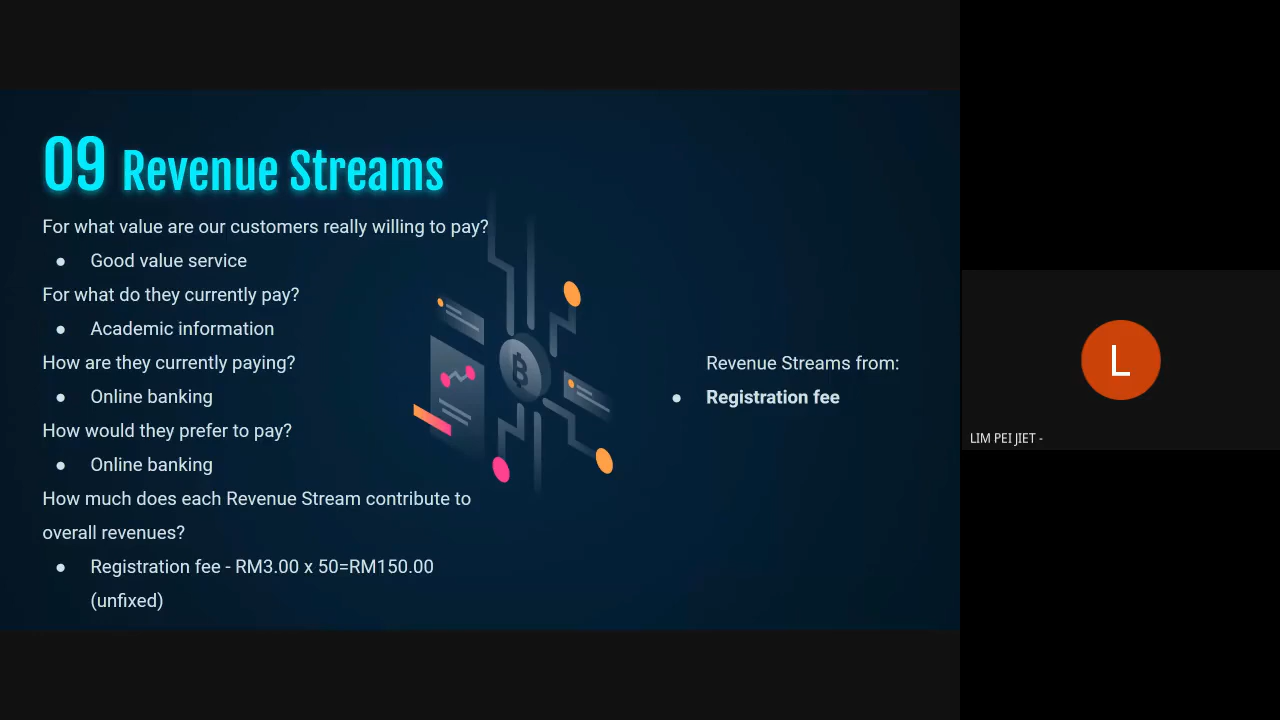 09 Revenue Streams
For what value are our customers really willing to pay?
● Good value service
For what do they currently pay?
● Academic information
How are they currently paying?
● Online banking
How would they prefer to pay?
● Online banking
How much does each Revenue Stream contribute to
overall revenues?
● Registration fee - RM3.00 x 50=RM150.00
(unfixed)
Revenue Streams from:
● Registration fee
L
LIM PEI JIET -